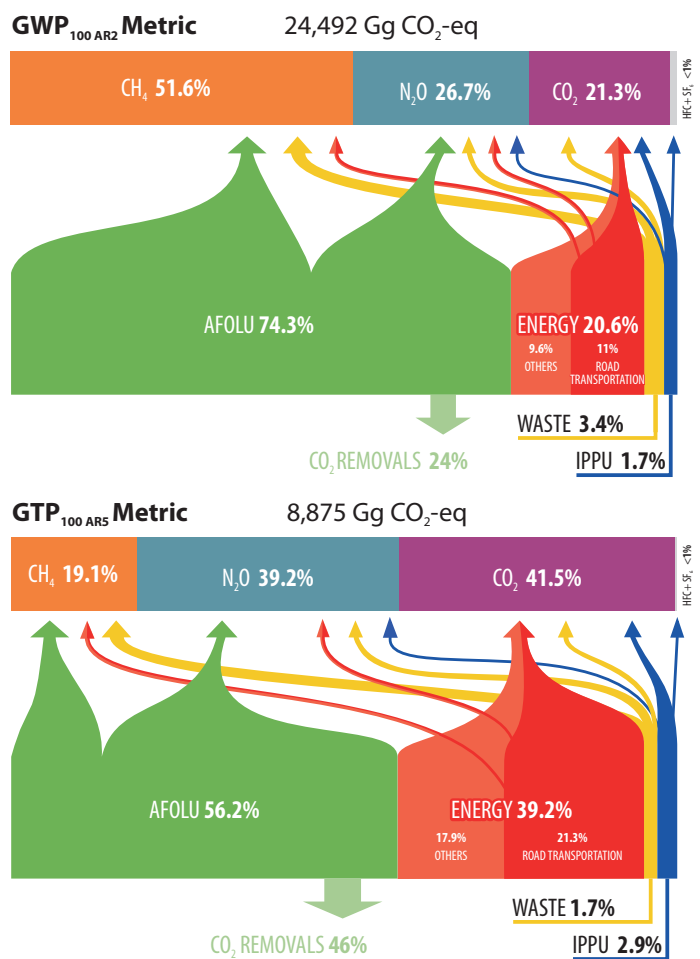 GWP100 AR2 Metric 24,492 Gg CO2-eq
CH4 51.6%
N2O 26.7%
CO2 21.3%
HFC+ SF6 <1%
AFOLU 74.3%
ENERGY 20.6%
9.6%
OTHERS
11%
ROAD
TRANSPORTATION
WASTE 3.4%
CO2 REMOVALS 24%
IPPU 1.7%
GTP100 AR5 Metric 8,875 Gg CO2-eq
CH4 19.1%
N2O 39.2%
CO2 41.5%
HFC+ SF6 <1%
AFOLU 56.2%
ENERGY 39.2%
17.9%
OTHERS
21.3%
ROAD TRANSPORTATION
WASTE 1.7%
CO2 REMOVALS 46%
IPPU 2.9%